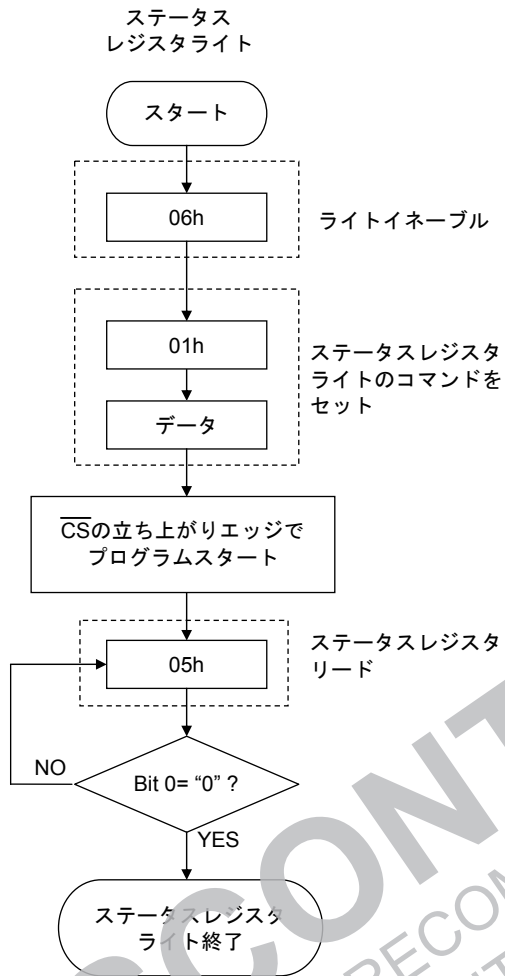 ステータス
レジスタライト
スタート
06h
ライトイネーブル
01h
ステータスレジスタ
ライトのコマンドを
セット
データ
CSの立ち上がりエッジで
プログラムスタート
05h
ステータスレジスタ
リード
NO
Bit 0= “0” ?
YES
ステータスレジスタ
ライト終了